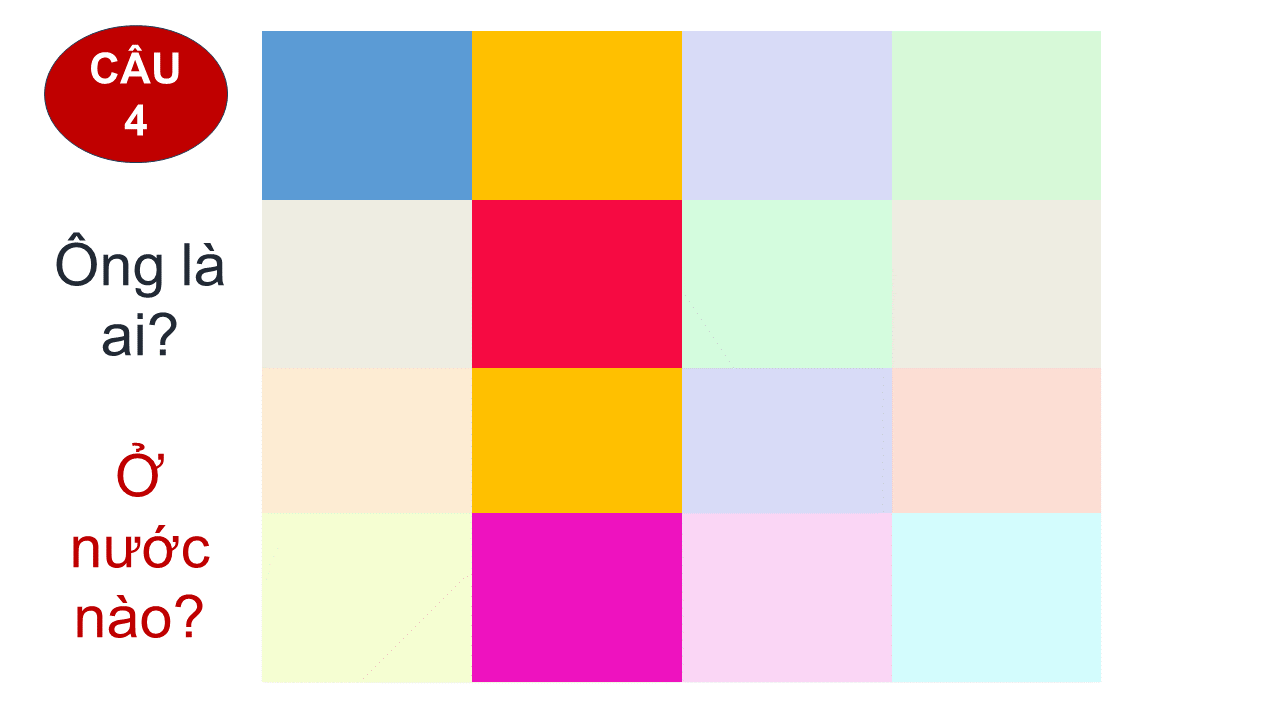 CÂU
4
Ông là
ai?
Ở
nước
nào?